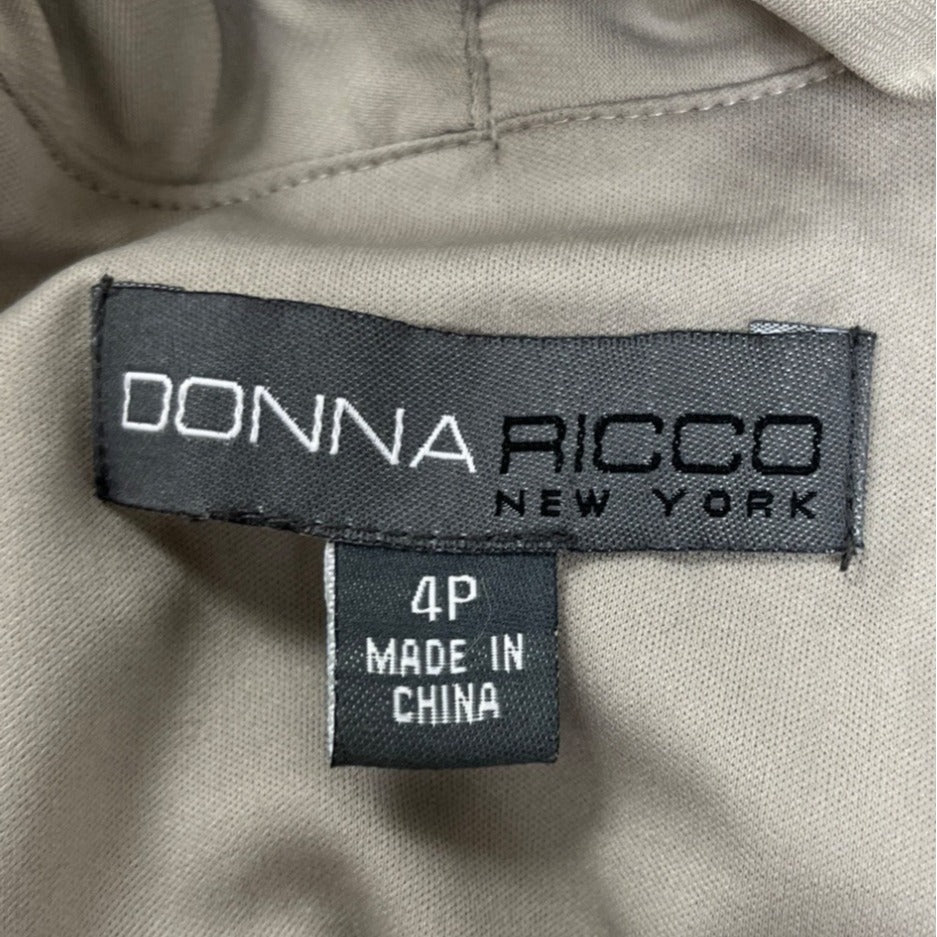 DONNA RICCO
NEW YORK
4P
MADE IN
CHINA